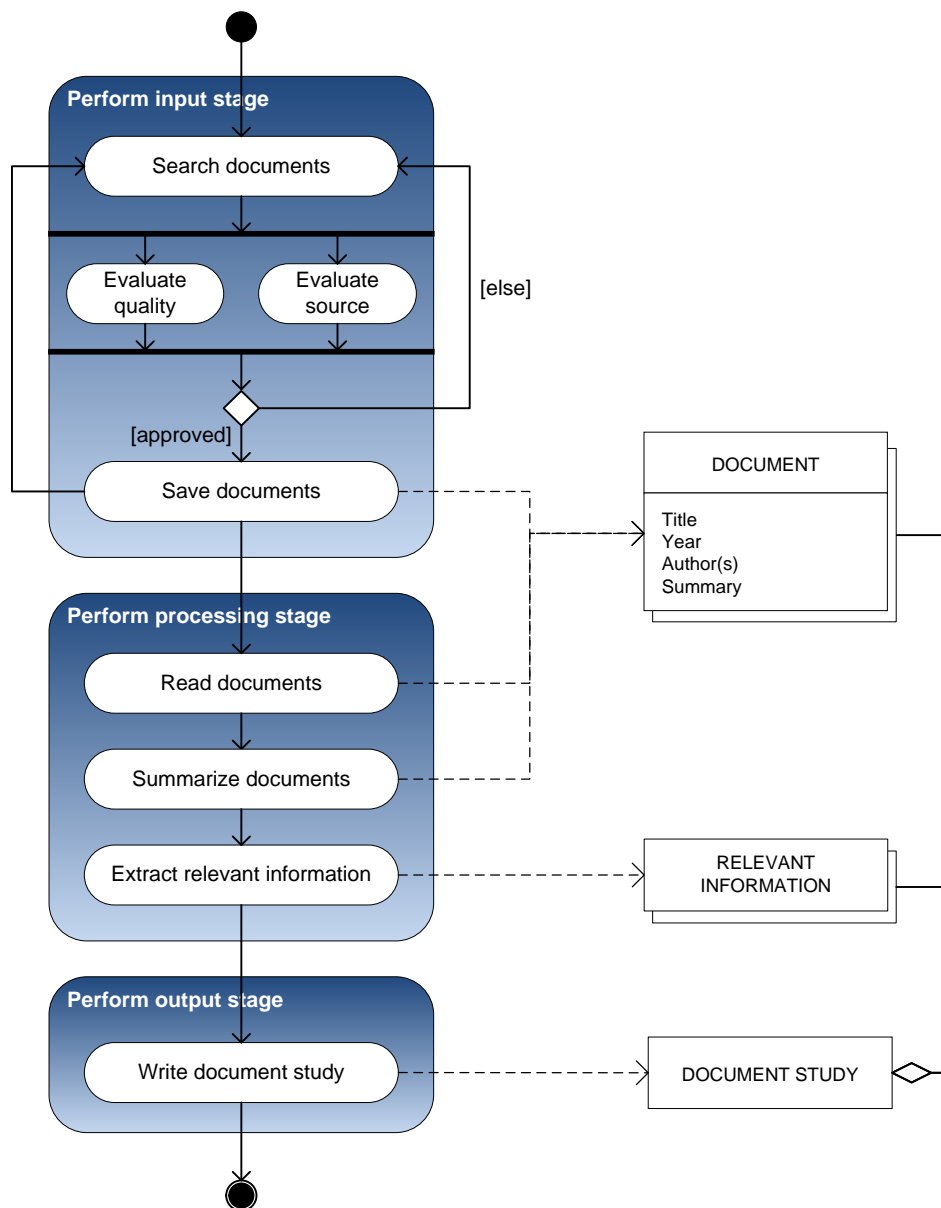 Perform input stage
Search documents
Evaluate
quality
Evaluate
source
[else]
[approved]
Save documents
DOCUMENT
Title
Year
Author(s)
Summary
Perform processing stage
Read documents
Summarize documents
Extract relevant information
RELEVANT
INFORMATION
Perform output stage
Write document study
DOCUMENT STUDY